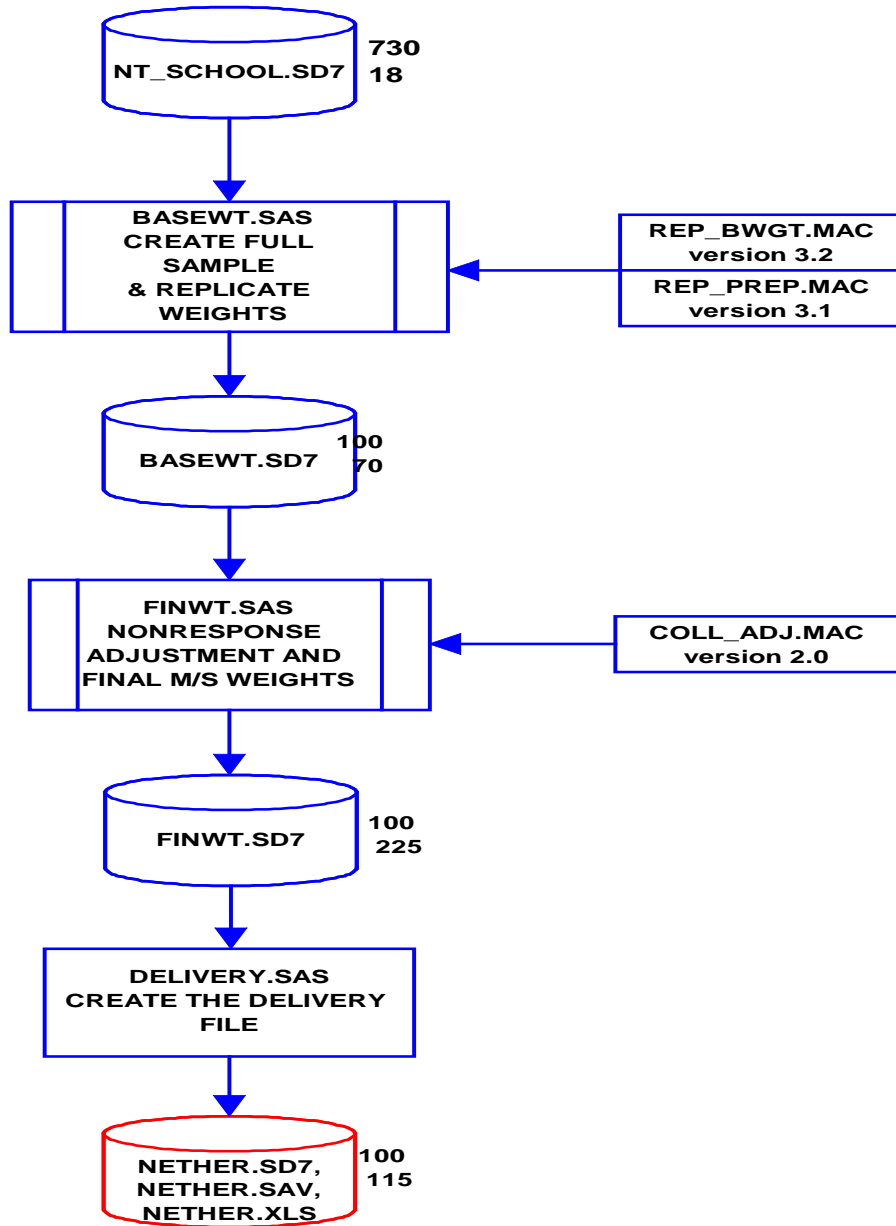 730
NT_SCHOOL.SD7
18
BASEWT.SAS
CREATE FULL
SAMPLE
& REPLICATE
WEIGHTS
REP_BWGT.MAC
version 3.2
REP_PREP.MAC
version 3.1
100
BASEWT.SD7
70
FINWT.SAS
NONRESPONSE
ADJUSTMENT AND
FINAL M/S WEIGHTS
COLL_ADJ.MAC
version 2.0
100
FINWT.SD7
225
DELIVERY.SAS
CREATE THE DELIVERY
FILE
100
115
NETHER.SD7,
NETHER.SAV,
NETHER.XLS